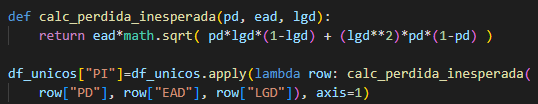 def calc_perdida_inesperada(pd, ead, lgd):
    return ead*math.sqrt( pd*lgd*(1-lgd) + (lgd**2)*pd*(1-pd) )
df_unicos["PI"]=df_unicos.apply(lambda row: calc_perdida_inesperada(
    row["PD"], row["EAD"], row["LGD"]), axis=1)